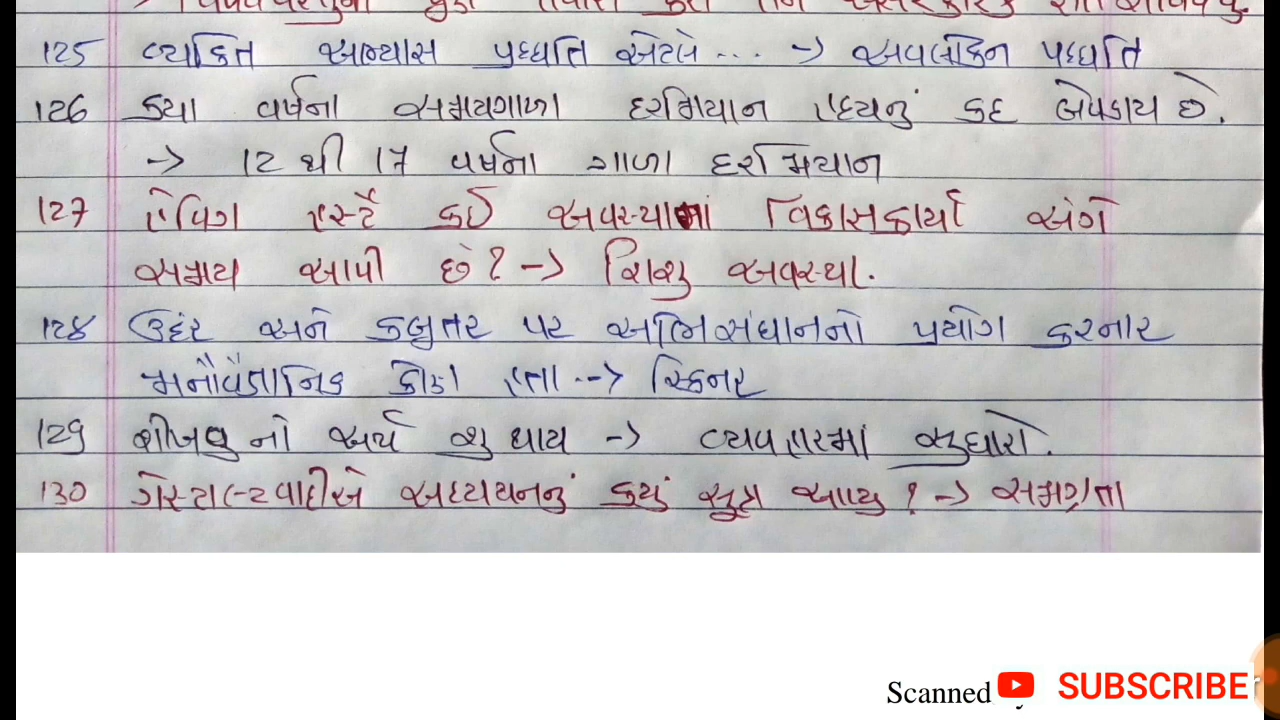 125 વ્યકિત અભ્યાસ પધ્ધતિ એટલે ... → અવલોકન પધ્ધતિ
126 કયા વર્ષના સમયગાળા દરમિયાન હૃદયનું કદ બેવડાય છે.
→ 12 થી 17 વર્ષના ગાળા દરમિયાન
127 હેવિગ હર્સ્ટે કઈ અવસ્થામાં વિકાસકાર્યો અંગે
સમય આપી છે? → શિશુ અવસ્થા.
128 ઉંદર અને કબુતર પર અભિસંધાનનો પ્રયોગ કરનાર
મનોવૈજ્ઞાનિક કોણ હતા..→ સ્કિનર
129 શીખવુ નો અર્થ શુ થાય → વ્યવહારમાં સુધારો.
130 ગેસ્ટાલ્ટવાદીએ અધ્યયનનું કયું સુત્ર આપ્યુ? → સમગ્રતા
Scanned
SUBSCRIBE